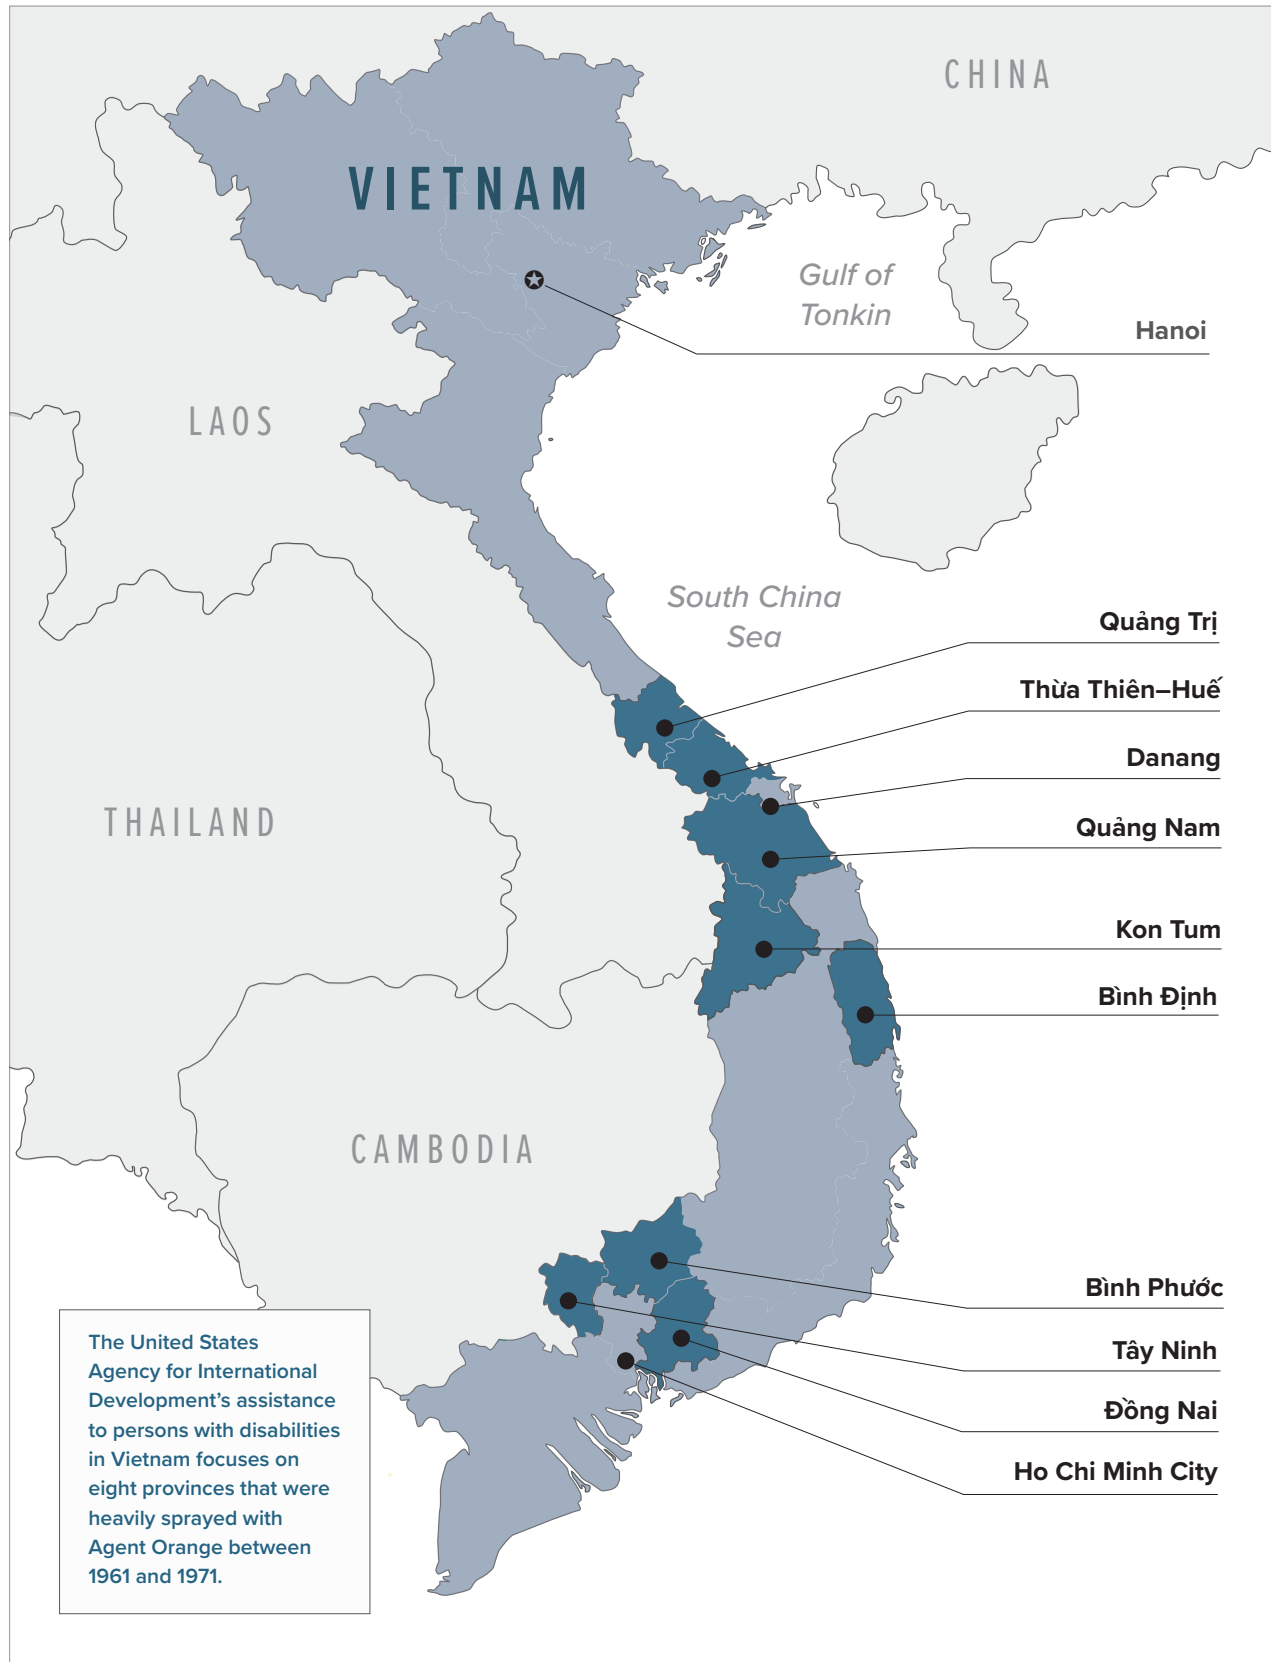 CHINA
VIETNAM
Gulf of
Tonkin
Hanoi
LAOS
South China
Sea
Quảng Trị
Thừa Thiên–Huế
Danang
THAILAND
Quảng Nam
Kon Tum
Bình Định
CAMBODIA
Bình Phước
Tây Ninh
Đồng Nai
Ho Chi Minh City
The United States
Agency for International
Development’s assistance
to persons with disabilities
in Vietnam focuses on
eight provinces that were
heavily sprayed with
Agent Orange between
1961 and 1971.